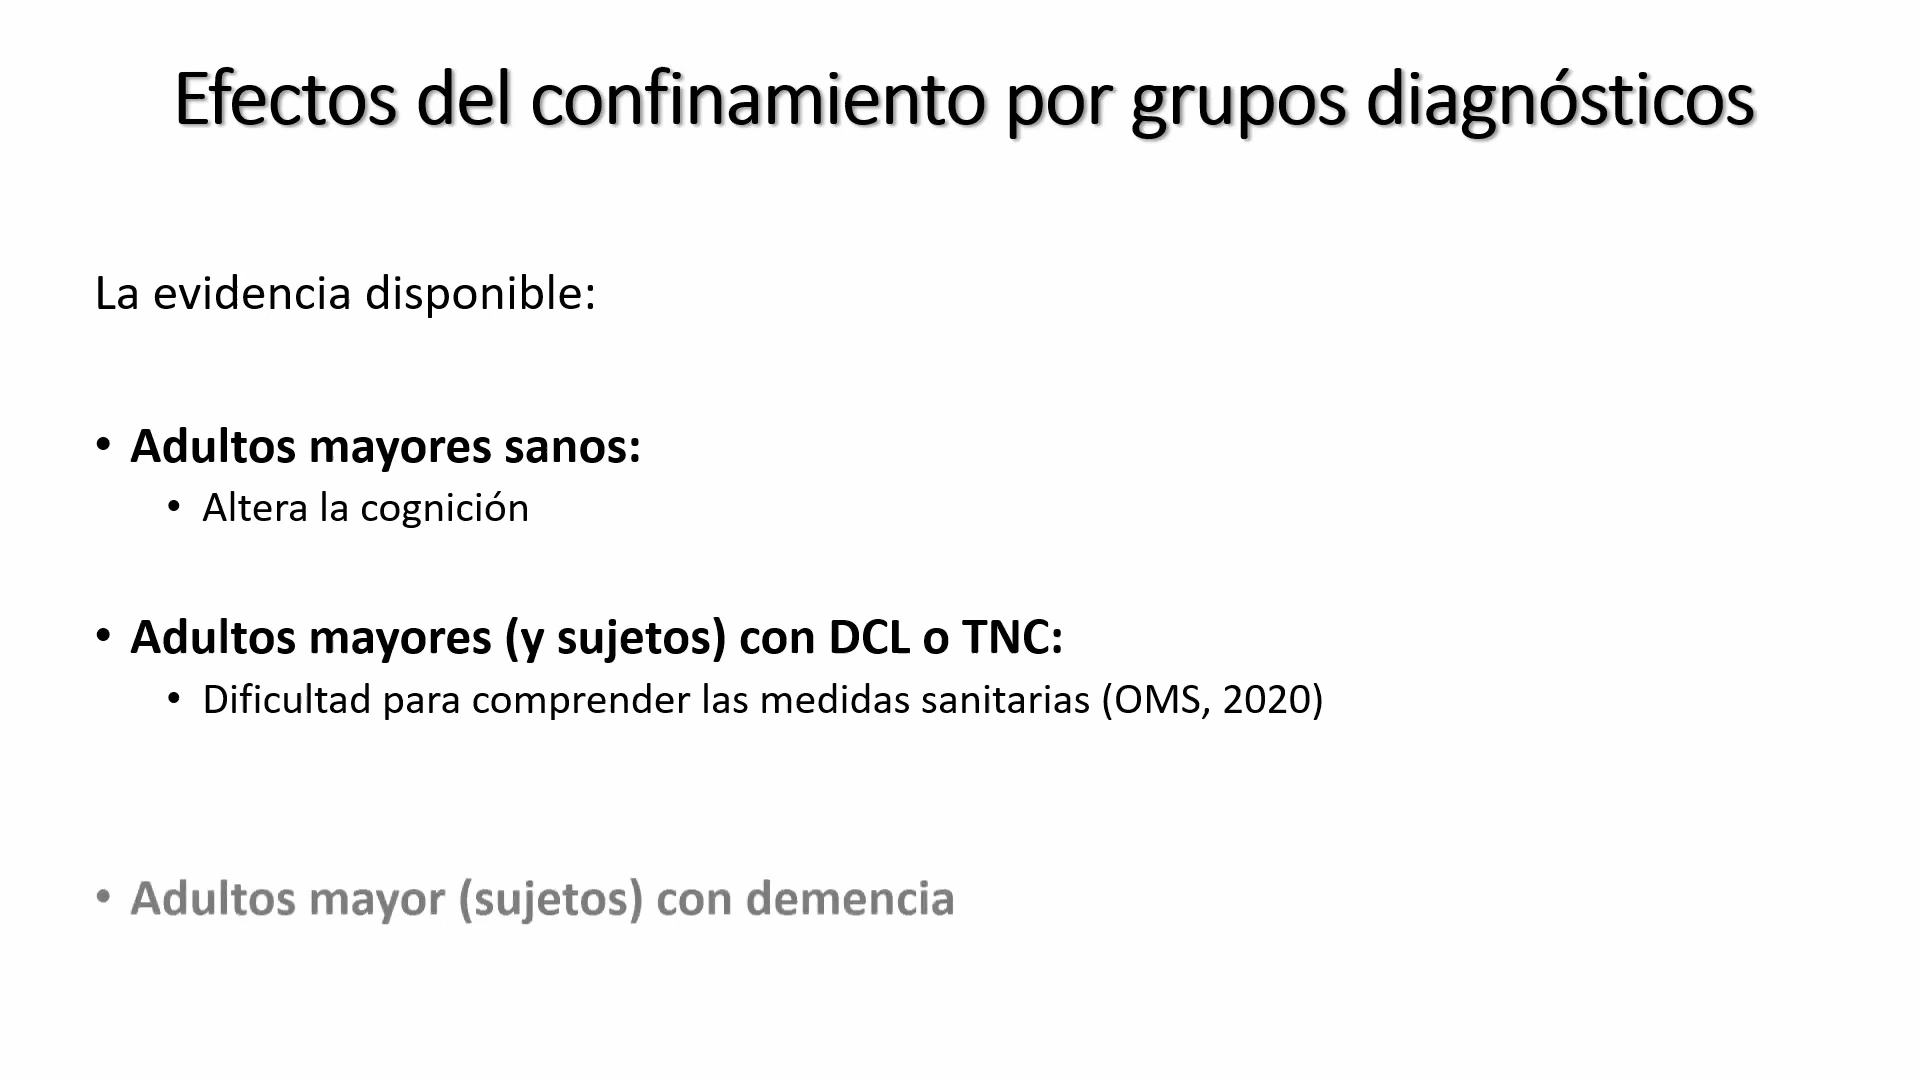 Efectos del confinamiento por grupos diagnósticos
La evidencia disponible:
• Adultos mayores sanos:
• Altera la cognición
• Adultos mayores (y sujetos) con DCL o TNC:
• Dificultad para comprender las medidas sanitarias (OMS, 2020)
• Adultos mayor (sujetos) con demencia